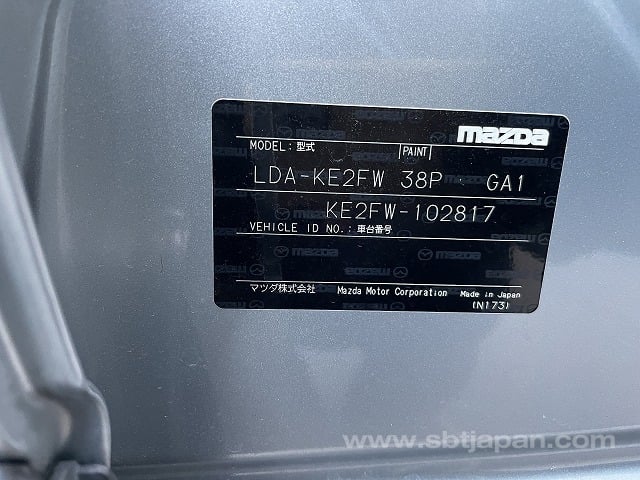 mazda
MODEL：型式 PAINT
LDA-KE2FW 38P GA1
KE2FW-102817
VEHICLE ID NO.：車台番号
マツダ株式会社 Mazda Motor Corporation Made in Japan
(N173)
www.sbtjapan.com